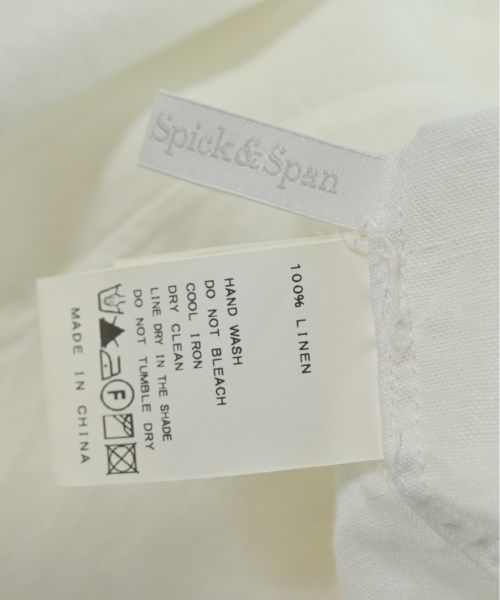 Spick&Span
100% LINEN
HAND WASH
DO NOT BLEACH
COOL IRON
DRY CLEAN
LINE DRY IN THE SHADE
DO NOT TUMBLE DRY
F
MADE IN CHINA